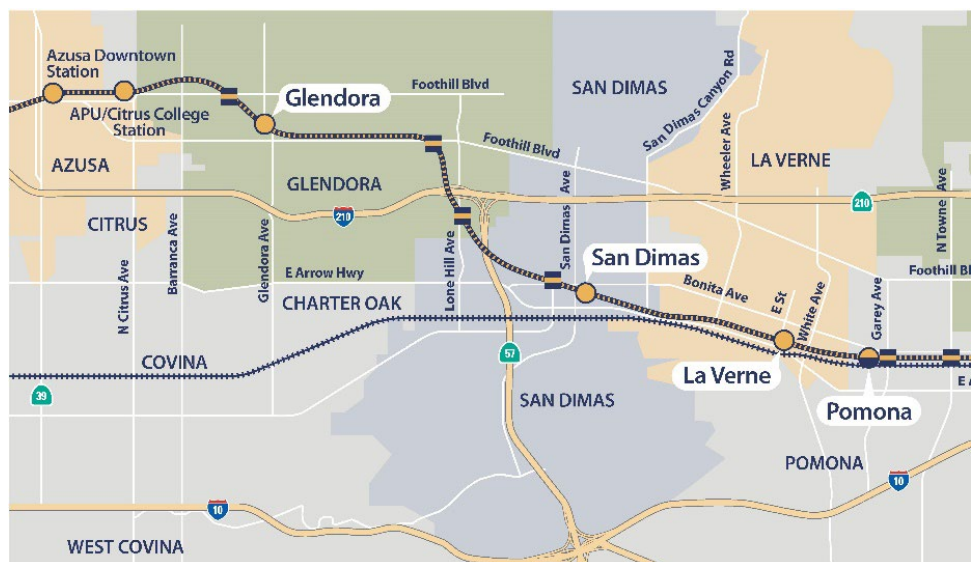 Azusa Downtown
Station
APU/Citrus College
Station
Glendora
Foothill Blvd
Foothill Blvd
SAN DIMAS
San Dimas Canyon Rd
Wheeler Ave
LA VERNE
AZUSA
GLENDORA
210
210
N Towne Ave
CITRUS
N Citrus Ave
Barranca Ave
Glendora Ave
E Arrow Hwy
Lone Hill Ave
San Dimas Ave
San Dimas
Bonita Ave
E St
White Ave
Garey Ave
Foothill B
CHARTER OAK
COVINA
57
39
La Verne
E A
SAN DIMAS
Pomona
POMONA
10
10
WEST COVINA